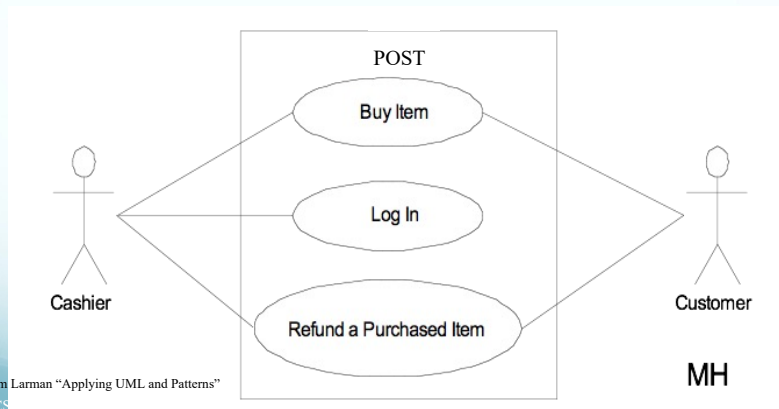 POST
Buy Item
Log In
Refund a Purchased Item
Cashier
Customer
MH
Larman “Applying UML and Patterns”